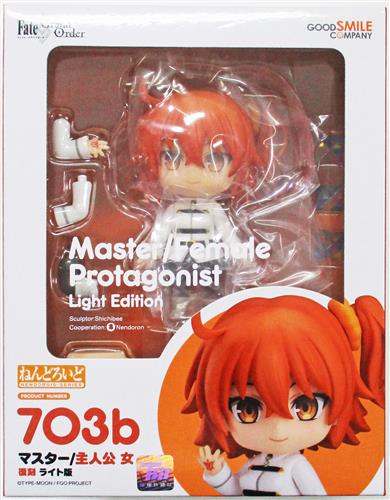 Fate Order
GOOD SMILE
COMPANY
Master/Female
Protagonist
Light Edition
Sculptor:Shichibee
Cooperation: Nendoron
ねんどろいど
NENDOROID SERIES
PRODUCT NUMBER
703b
マスター/主人公 女
復刻 ライト版
©TYPE-MOON / FGO PROJECT